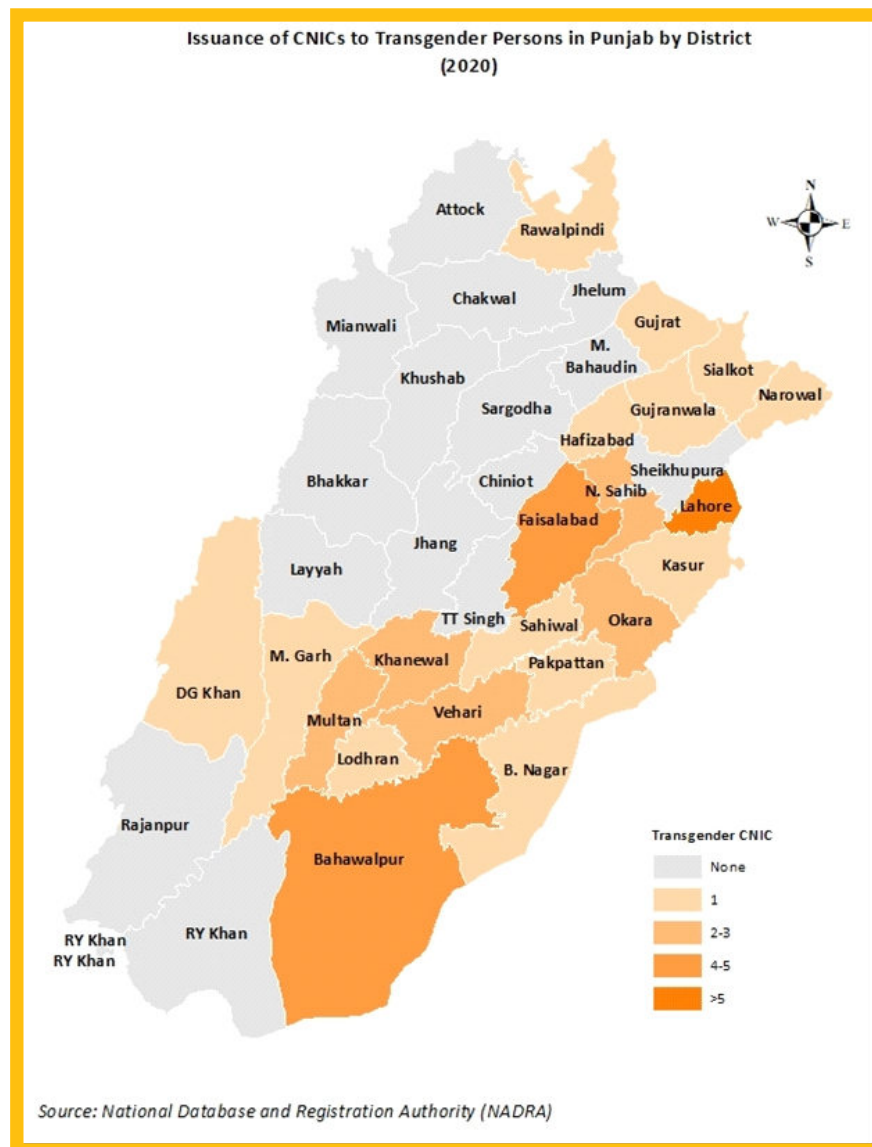 Issuance of CNICs to Transgender Persons in Punjab by District
(2020)
N
W E
S
Attock
Rawalpindi
Chakwal
Jhelum
Mianwali
Gujrat
M.
Bahaudin
Khushab
Sialkot
Narowal
Sargodha
Gujranwala
Hafizabad
Sheikhupura
Bhakkar
Chiniot
N. Sahib
Lahore
Faisalabad
Jhang
Layyah
Kasur
TT Singh
Sahiwal
Okara
M. Garh
Khanewal
Pakpattan
DG Khan
Multan
Vehari
Lodhran
B. Nagar
Rajanpur
Bahawalpur
RY Khan
RY Khan
RY Khan
Transgender CNIC
None
1
2-3
4-5
>5
Source: National Database and Registration Authority (NADRA)